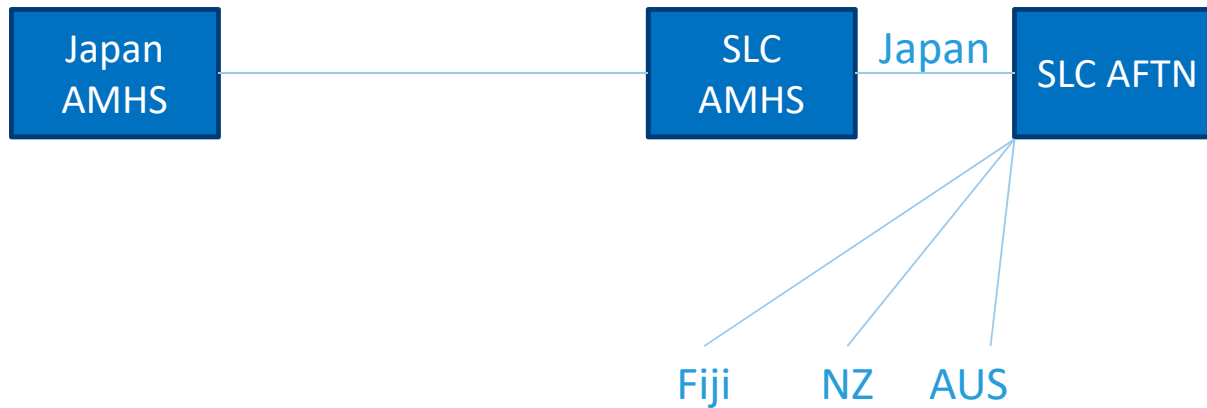 Japan
AMHS
SLC
AMHS
Japan
SLC AFTN
Fiji
NZ
AUS